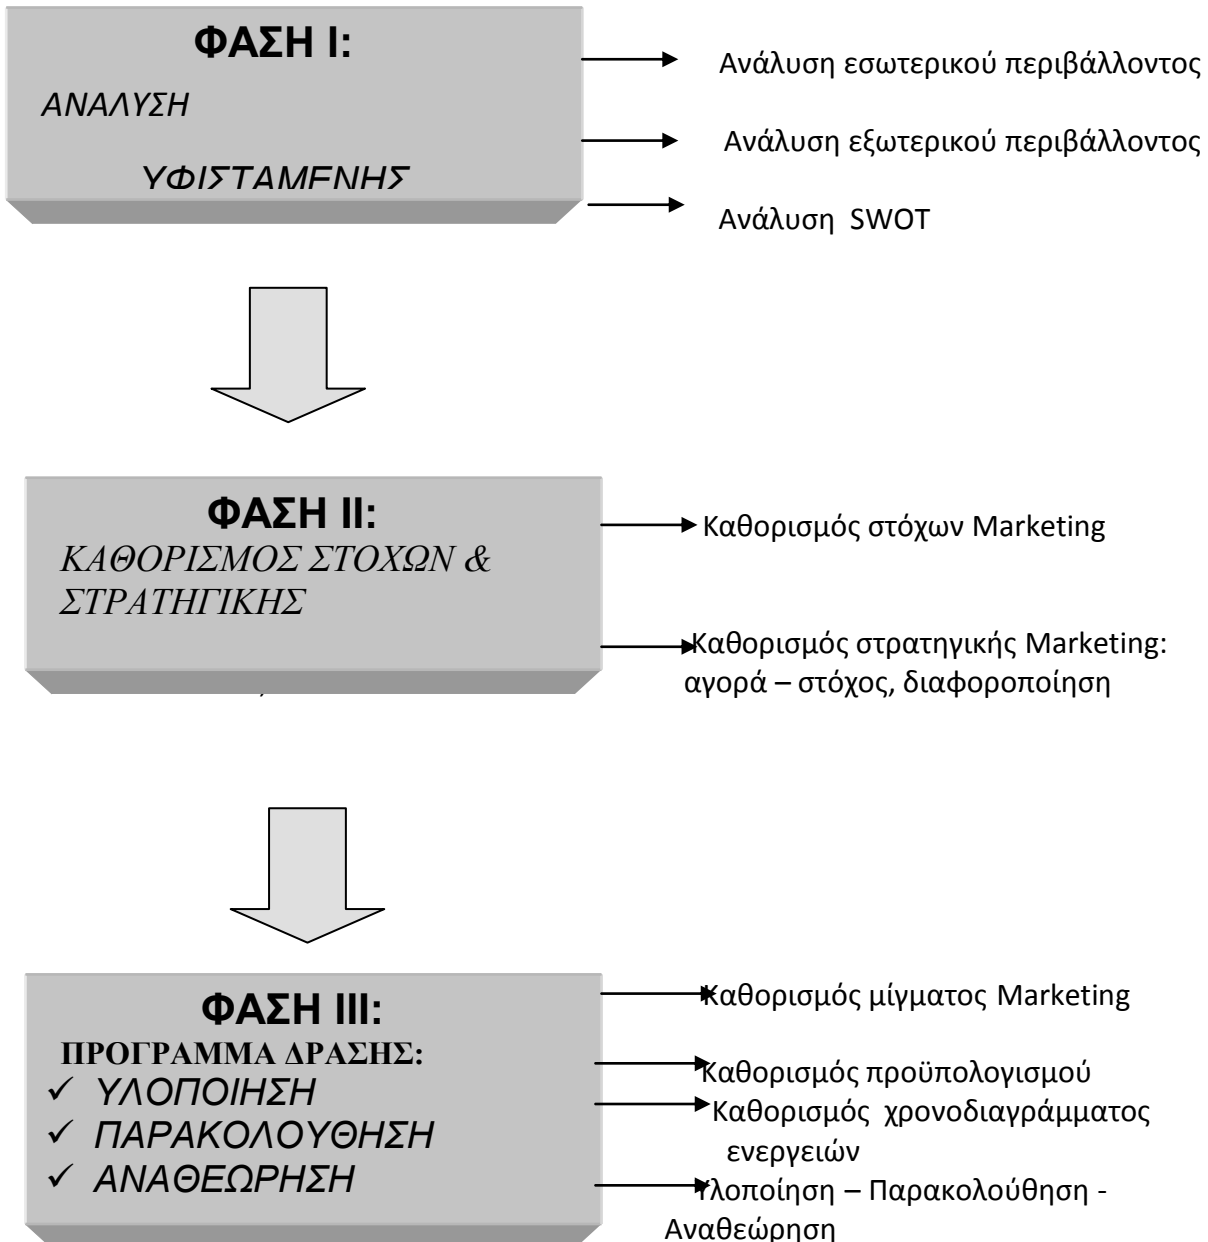 ΦΑΣΗ Ι:
ΑΝΑΛΥΣΗ
ΥΦΙΣΤΑΜΕΝΗΣ
Ανάλυση εσωτερικού περιβάλλοντος
Ανάλυση εξωτερικού περιβάλλοντος
Ανάλυση SWOT
ΦΑΣΗ ΙΙ:
ΚΑΘΟΡΙΣΜΟΣ ΣΤΟΧΩΝ &
ΣΤΡΑΤΗΓΙΚΗΣ
Καθορισμός στόχων Marketing
Καθορισμός στρατηγικής Marketing:
αγορά – στόχος, διαφοροποίηση
ΦΑΣΗ ΙΙΙ:
ΠΡΟΓΡΑΜΜΑ ΔΡΑΣΗΣ:
✓ ΥΛΟΠΟΙΗΣΗ
✓ ΠΑΡΑΚΟΛΟΥΘΗΣΗ
✓ ΑΝΑΘΕΩΡΗΣΗ
Καθορισμός μίγματος Marketing
Καθορισμός προϋπολογισμού
Καθορισμός χρονοδιαγράμματος
ενεργειών
Υλοποίηση – Παρακολούθηση -
Αναθεώρηση